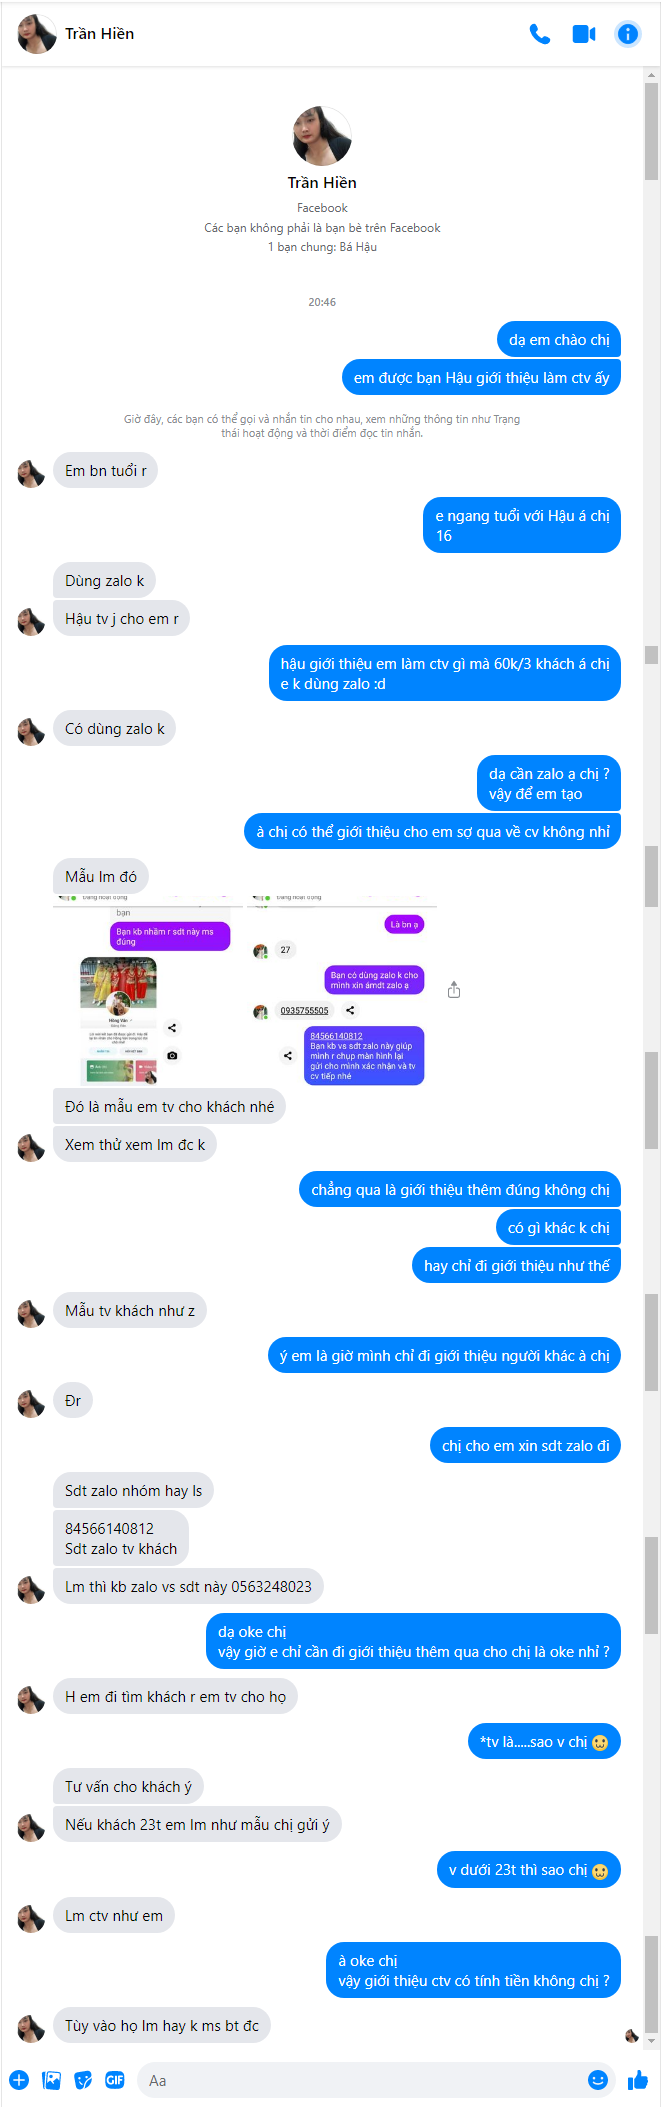 Trần Hiền
Trần Hiền
Facebook
Các bạn không phải là bạn bè trên Facebook
1 bạn chung: Bá Hậu
20:46
dạ em chào chị
em được bạn Hậu giới thiệu làm ctv ấy
Giờ đây, các bạn có thể gọi và nhắn tin cho nhau, xem những thông tin như Trạng
thái hoạt động và thời điểm đọc tin nhắn.
Em bn tuổi r
e ngang tuổi với Hậu á chị
16
Dùng zalo k
Hậu tv j cho em r
hậu giới thiệu em làm ctv gì mà 60k/3 khách á chị
e k dùng zalo :d
Có dùng zalo k
dạ cần zalo ạ chị ?
vậy để em tạo
à chị có thể giới thiệu cho em sợ qua về cv không nhỉ
Mẫu lm đó
bạn
Bạn kb nhầm r sdt này ms
đúng
Hồng Vân
Là bn ạ
27
Bạn có dùng zalo k cho
mình xin ámdt zalo ạ
0935755505
84566140812
Bạn kb vs sdt zalo này giúp
mình r chụp màn hình lại
gửi cho mình xác nhận và tv
cv tiếp nhé
Đó là mẫu em tv cho khách nhé
Xem thử xem lm đc k
chẳng qua là giới thiệu thêm đúng không chị
có gì khác k chị
hay chỉ đi giới thiệu như thế
Mẫu tv khách như z
ý em là giờ mình chỉ đi giới thiệu người khác à chị
Đr
chị cho em xin sdt zalo đi
Sdt zalo nhóm hay ls
84566140812
Sdt zalo tv khách
Lm thì kb zalo vs sdt này 0563248023
dạ oke chị
vậy giờ e chỉ cần đi giới thiệu thêm qua cho chị là oke nhỉ ?
H em đi tìm khách r em tv cho họ
*tv là.....sao v chị
Tư vấn cho khách ý
Nếu khách 23t em lm như mẫu chị gửi ý
v dưới 23t thì sao chị
Lm ctv như em
à oke chị
vậy giới thiệu ctv có tính tiền không chị ?
Tùy vào họ lm hay k ms bt đc
GIF
Aa